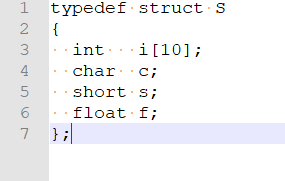 1 typedef struct S
2 {
3   int   i[10];
4   char  c;
5   short s;
6   float f;
7 };